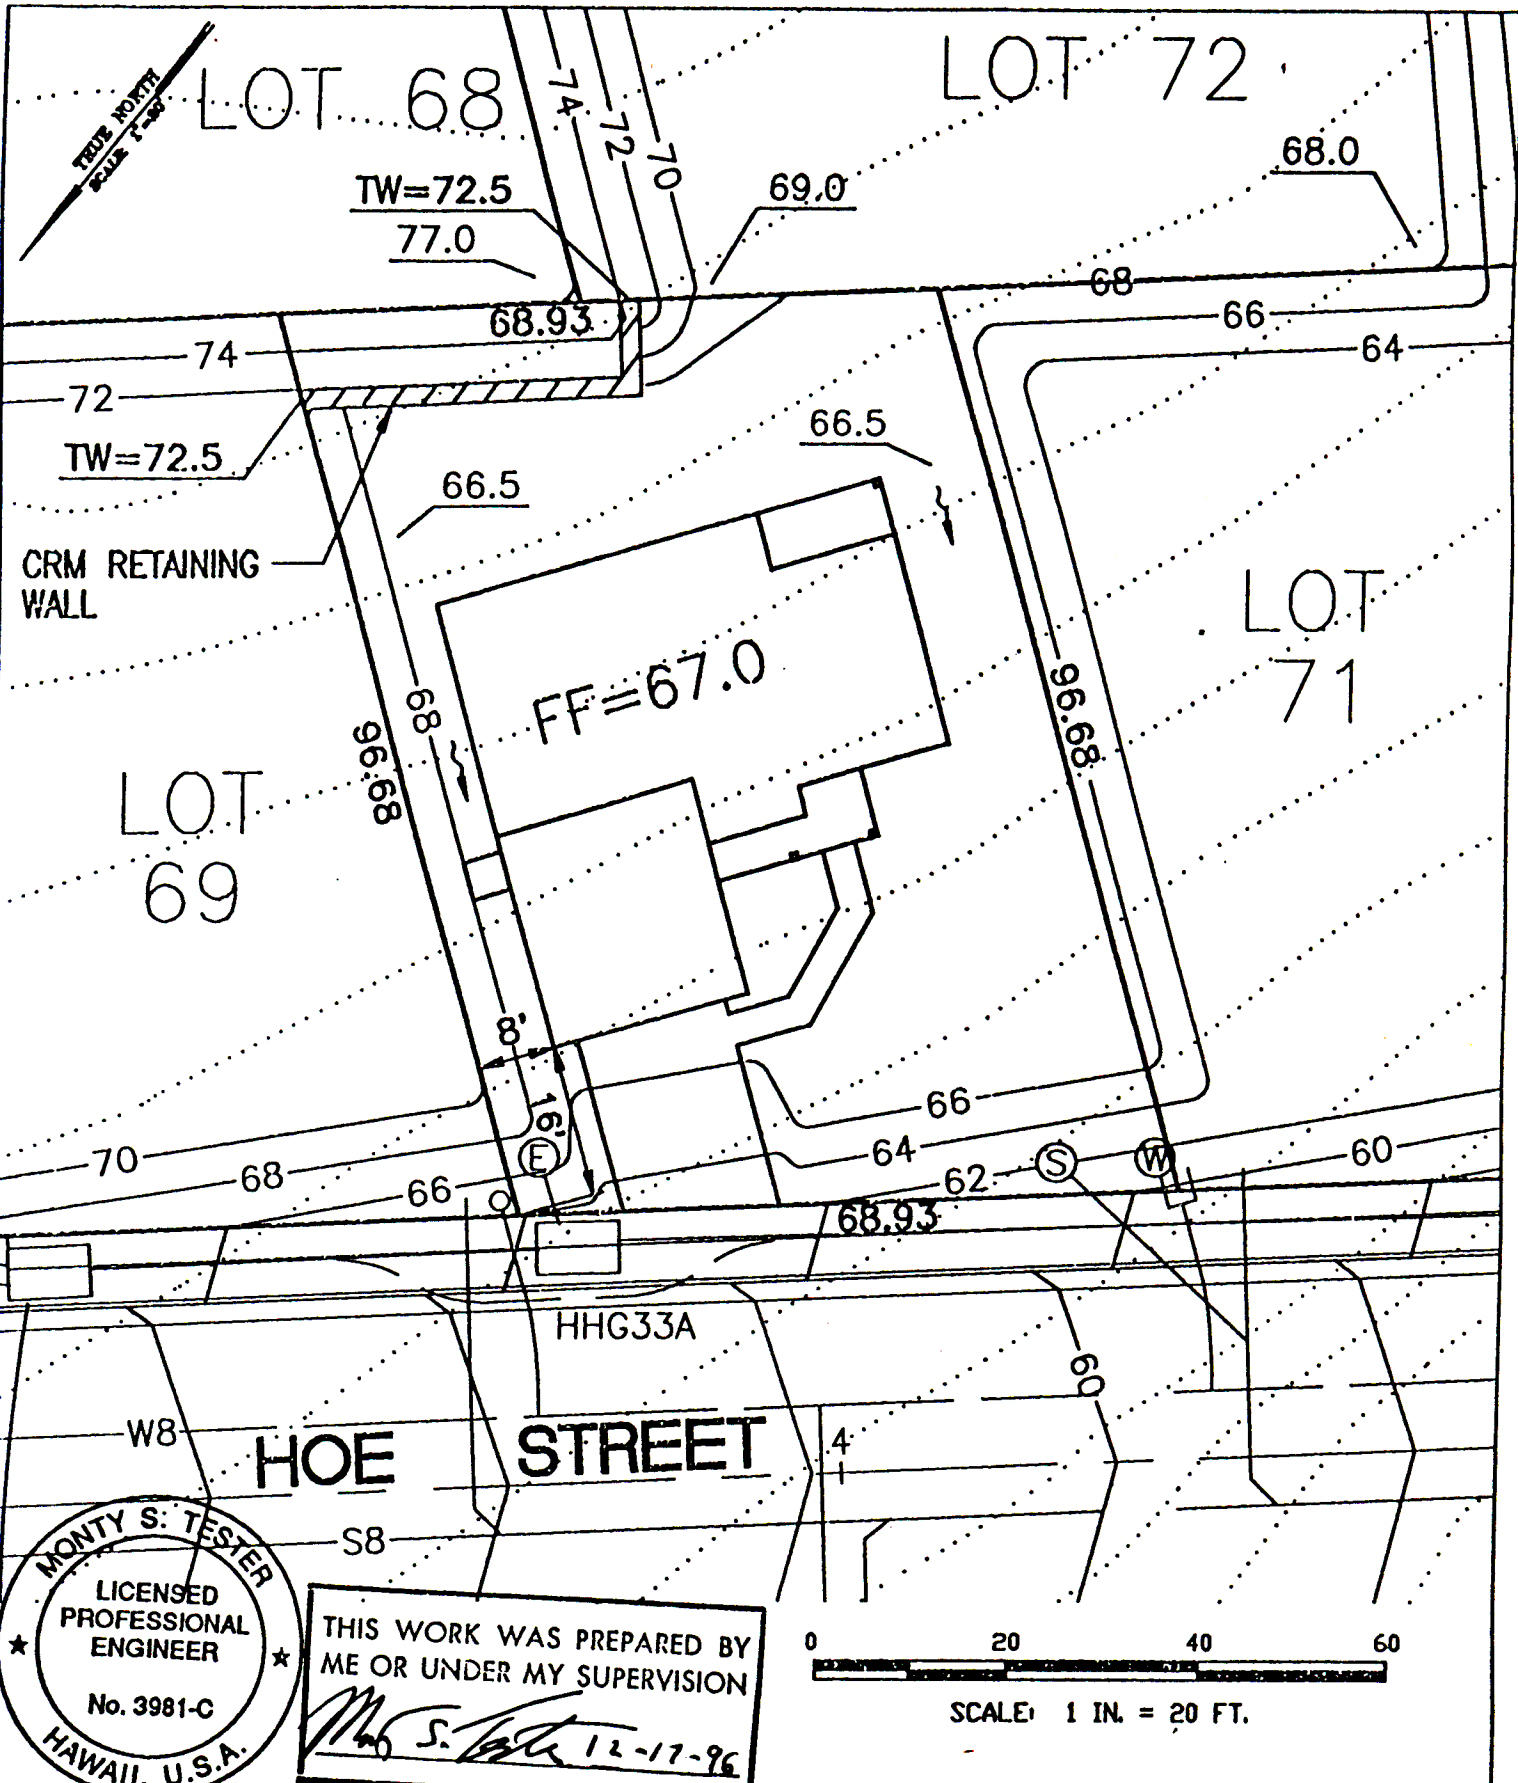 TRUE NORTH
SCALE 1"=20'
LOT 68
LOT 72
74
72
70
TW=72.5
77.0
69.0
68.0
68.93
68
66
64
74
72
TW=72.5
66.5
66.5
CRM RETAINING
WALL
FF=67.0
68
96.68
96.68
LOT
71
LOT
69
8'
16'
E
S
W
70
68
66
66
64
62
60
68.93
HHG33A
60
W8
HOE STREET
4
S8
MONTY S. TESTER
LICENSED
PROFESSIONAL
ENGINEER
No. 3981-C
HAWAII, U.S.A.
THIS WORK WAS PREPARED BY
ME OR UNDER MY SUPERVISION
12-17-96
0 20 40 60
SCALE: 1 IN. = 20 FT.